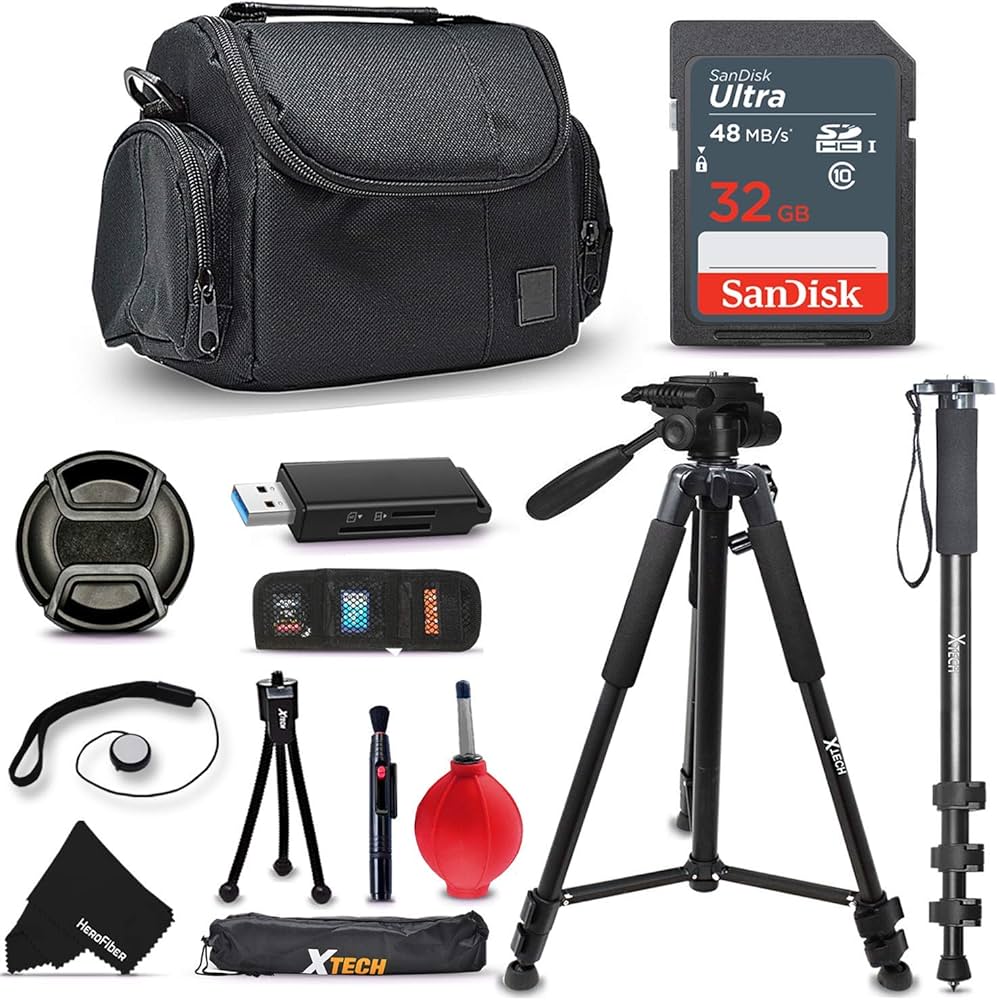 SanDisk
Ultra
48 MB/s*
SD HC I
10
32 GB
SanDisk
XTECH
XTECH
XTECH
HEROFIBER
XTECH